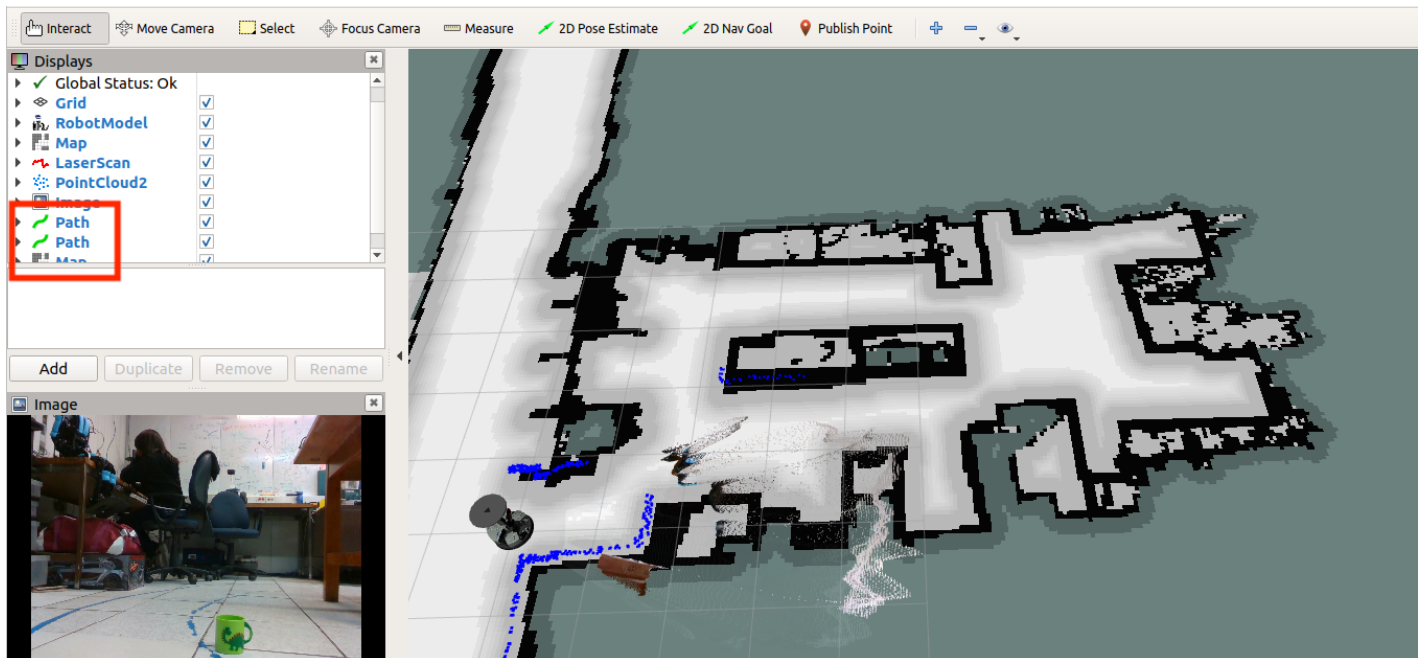 Interact Move Camera Select Focus Camera Measure 2D Pose Estimate 2D Nav Goal Publish Point
Displays
Global Status: Ok
Grid
RobotModel
Map
LaserScan
PointCloud2
Image
Path
Path
Map
Add Duplicate Remove Rename
Image